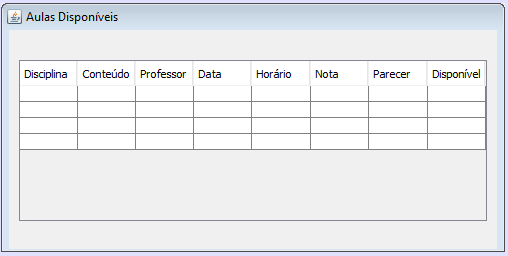 Aulas Disponíveis
Disciplina Conteúdo Professor Data Horário Nota Parecer Disponível